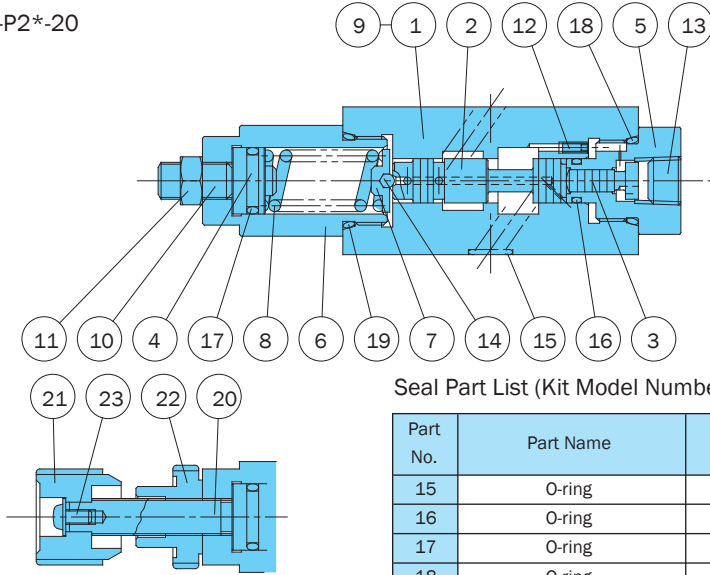 -P2*-20
9 1 2 12 18 5 13
11 10 4 17 8 6 19 7 14 15 16 3
21 23 22 20
Seal Part List (Kit Model Numbe
Part No. Part Name
15 O-ring
16 O-ring
17 O-ring
18 O-ring